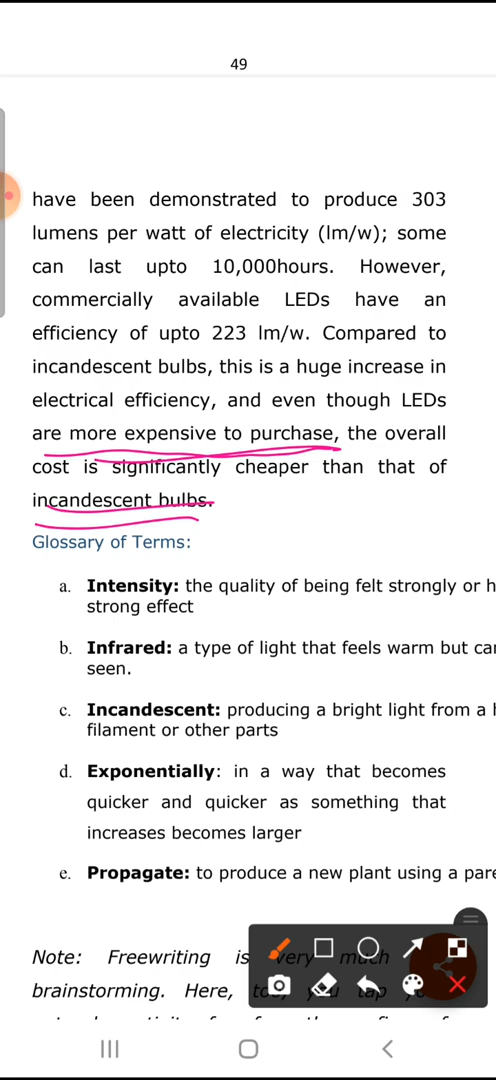 49
have been demonstrated to produce 303
lumens per watt of electricity (lm/w); some
can last upto 10,000hours. However,
commercially available LEDs have an
efficiency of upto 223 lm/w. Compared to
incandescent bulbs, this is a huge increase in
electrical efficiency, and even though LEDs
are more expensive to purchase, the overall
cost is significantly cheaper than that of
incandescent bulbs.
Glossary of Terms:
a. Intensity: the quality of being felt strongly or h
strong effect
b. Infrared: a type of light that feels warm but can
seen.
c. Incandescent: producing a bright light from a h
filament or other parts
d. Exponentially: in a way that becomes
quicker and quicker as something that
increases becomes larger
e. Propagate: to produce a new plant using a pare
Note: Freewriting is very much
brainstorming. Here, too, you tap